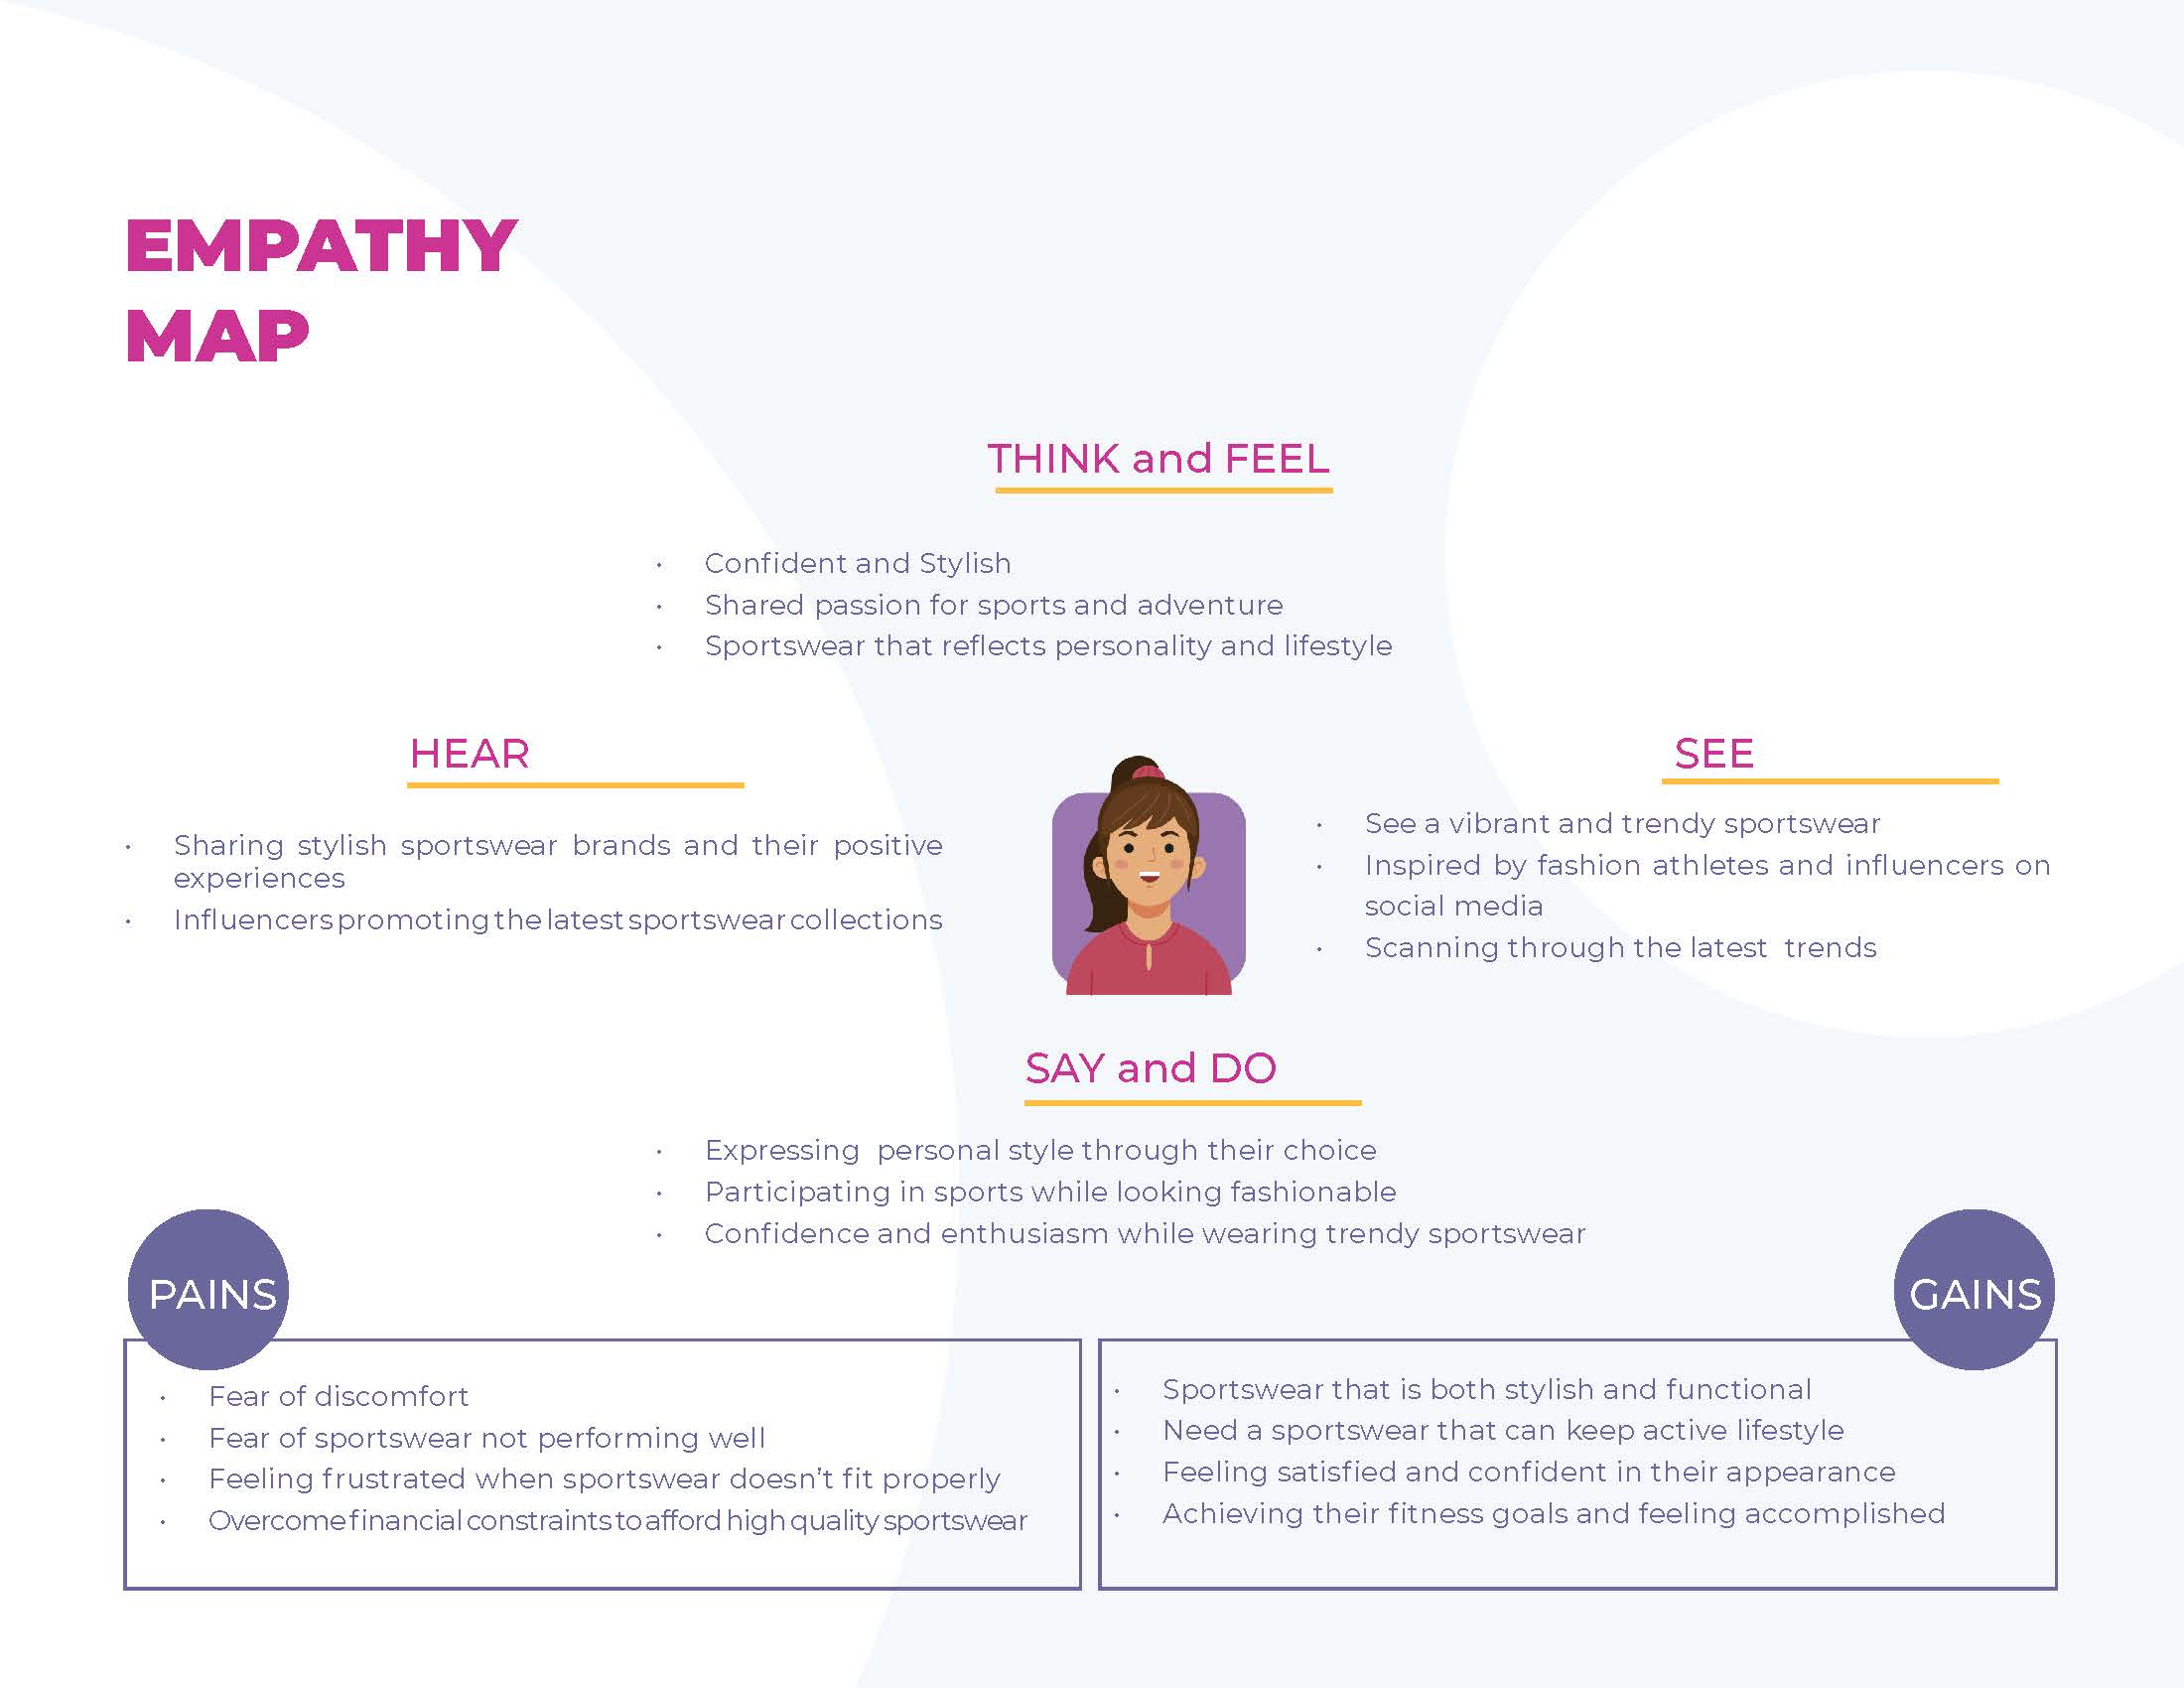 EMPATHY
MAP
THINK and FEEL
• Confident and Stylish
• Shared passion for sports and adventure
• Sportswear that reflects personality and lifestyle
HEAR
• Sharing stylish sportswear brands and their positive
experiences
• Influencers promoting the latest sportswear collections
SEE
• See a vibrant and trendy sportswear
• Inspired by fashion athletes and influencers on
social media
• Scanning through the latest trends
SAY and DO
• Expressing personal style through their choice
• Participating in sports while looking fashionable
• Confidence and enthusiasm while wearing trendy sportswear
PAINS
• Fear of discomfort
• Fear of sportswear not performing well
• Feeling frustrated when sportswear doesn’t fit properly
• Overcome financial constraints to afford high quality sportswear
GAINS
• Sportswear that is both stylish and functional
• Need a sportswear that can keep active lifestyle
• Feeling satisfied and confident in their appearance
• Achieving their fitness goals and feeling accomplished